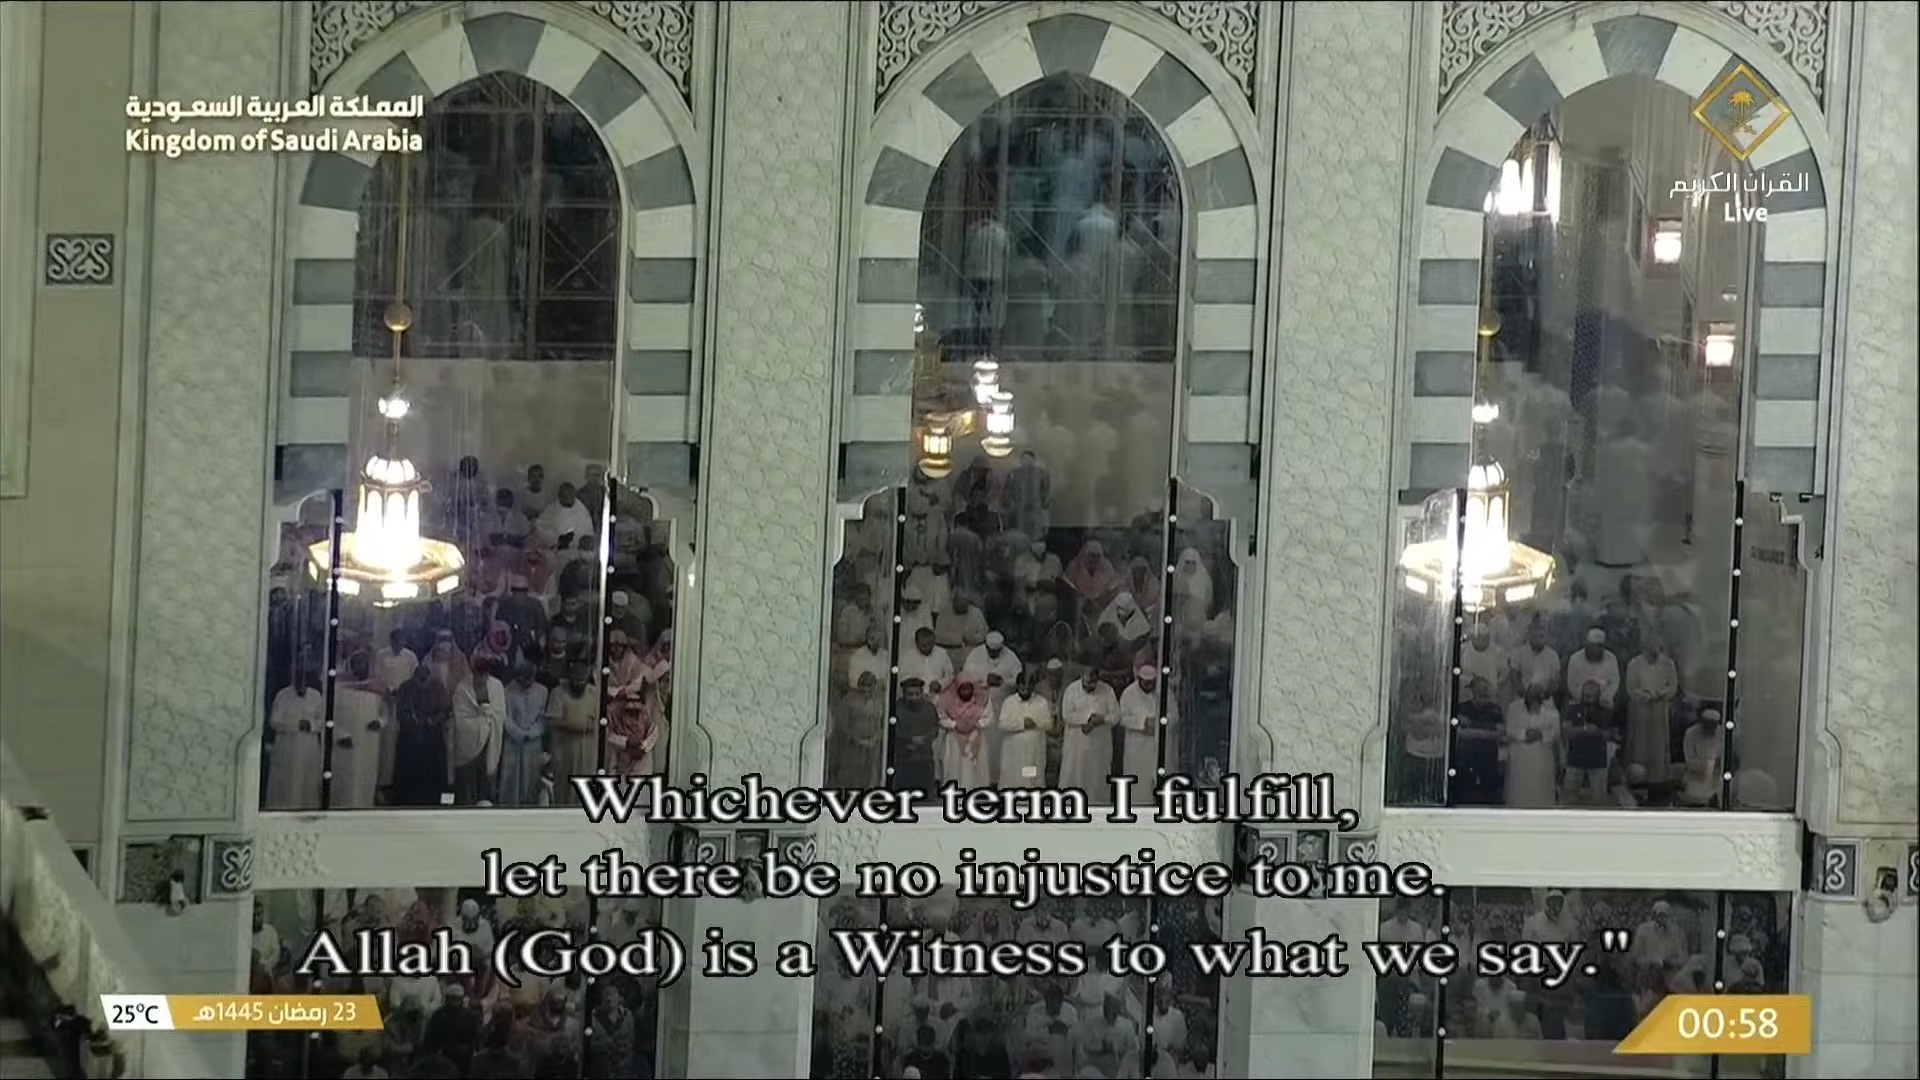 المملكة العربية السعودية
Kingdom of Saudi Arabia
القرآن الكريم
Live
Whichever term I fulfill,
let there be no injustice to me.
Allah (God) is a Witness to what we say."
25°C
23 رمضان 1445هـ
00:58